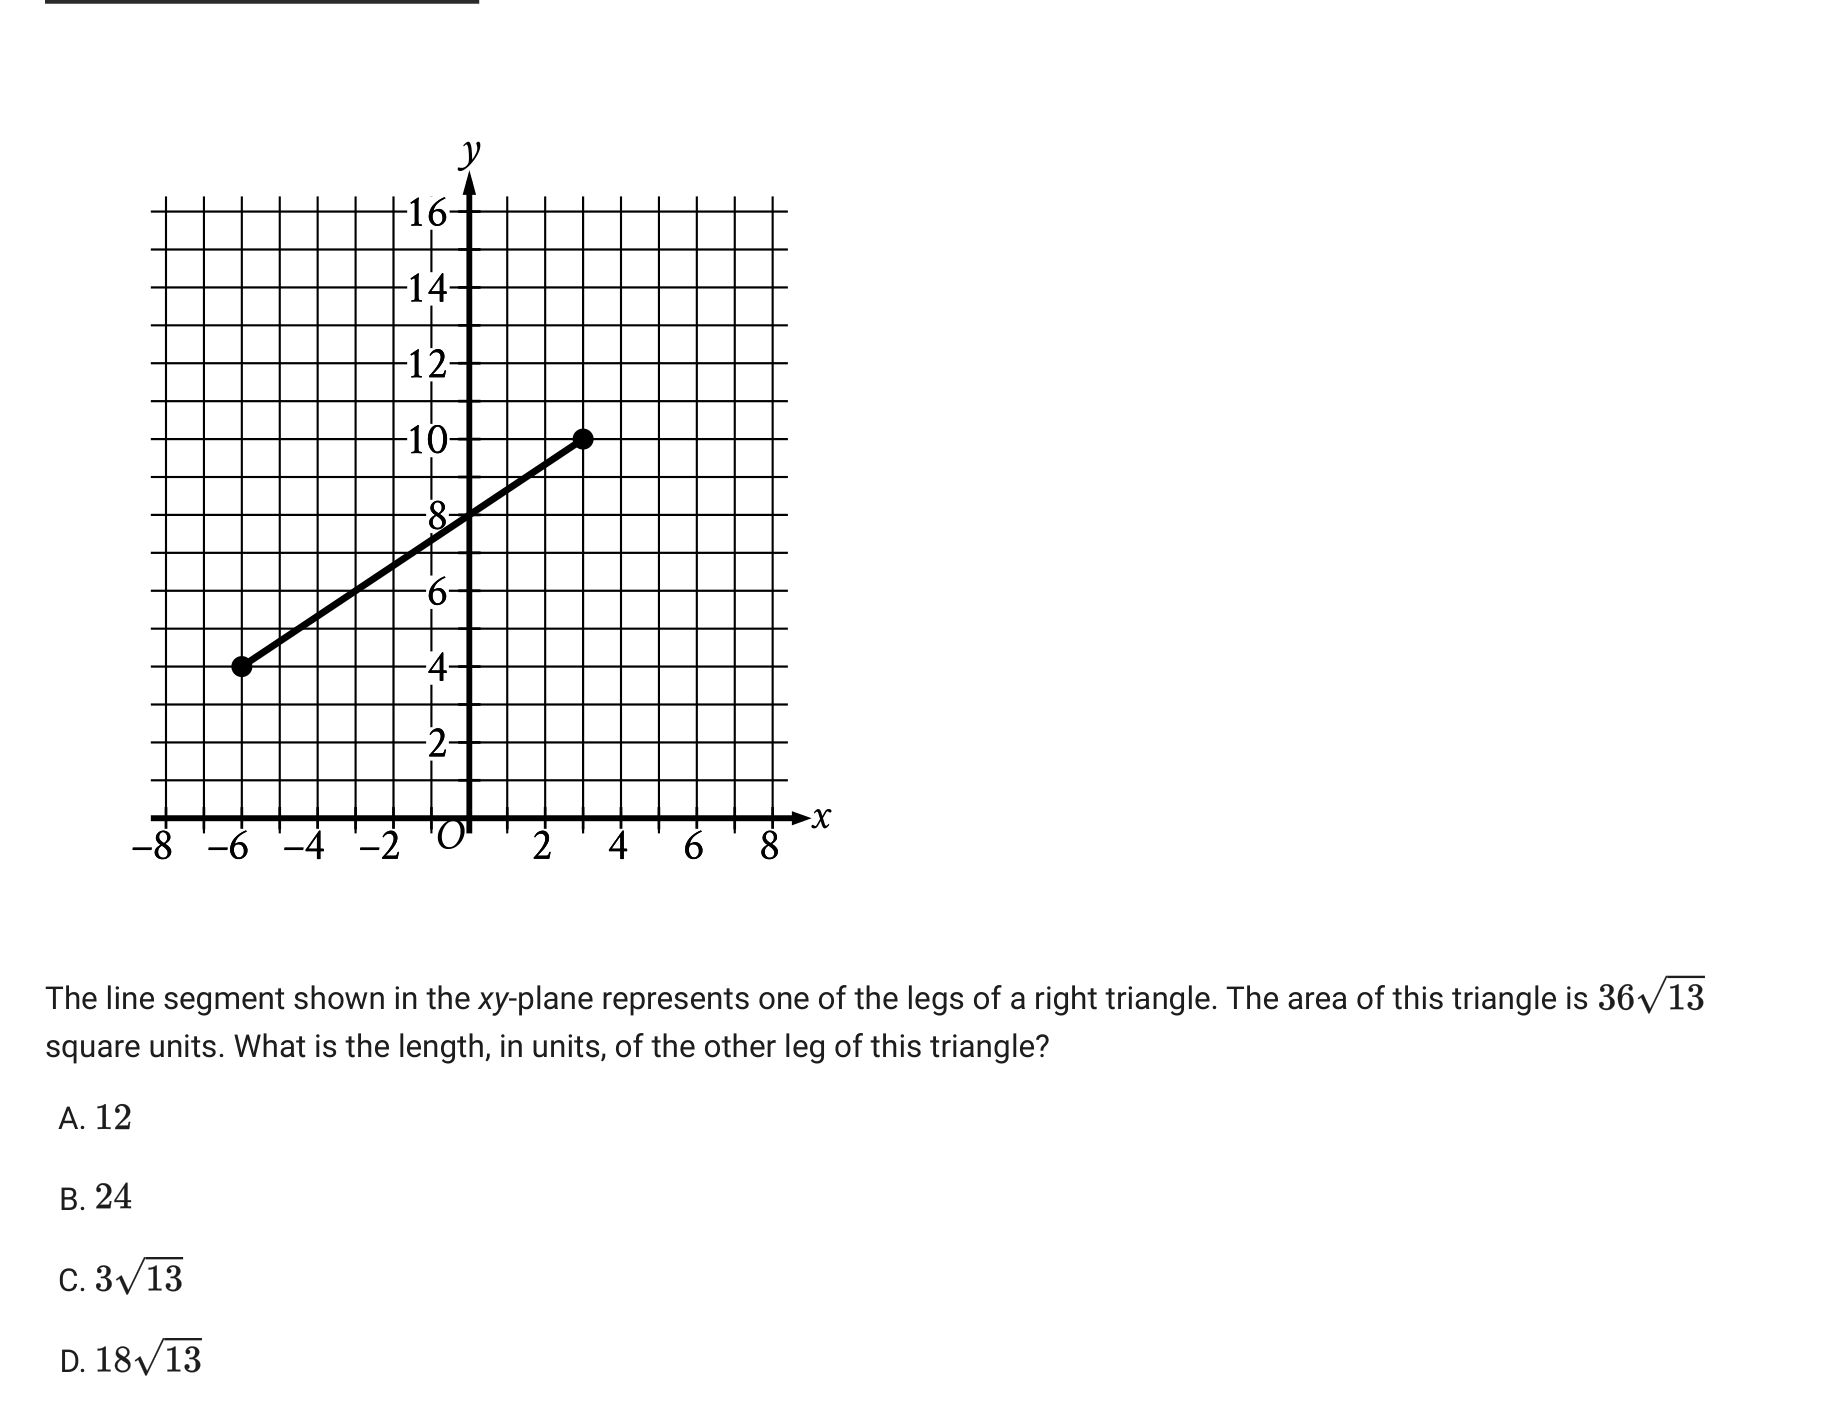 y
16
14
12
10
8
6
4
2
O
x
−8 −6 −4 −2 2 4 6 8
The line segment shown in the xy-plane represents one of the legs of a right triangle. The area of this triangle is 36√13
square units. What is the length, in units, of the other leg of this triangle?
A. 12
B. 24
C. 3√13
D. 18√13